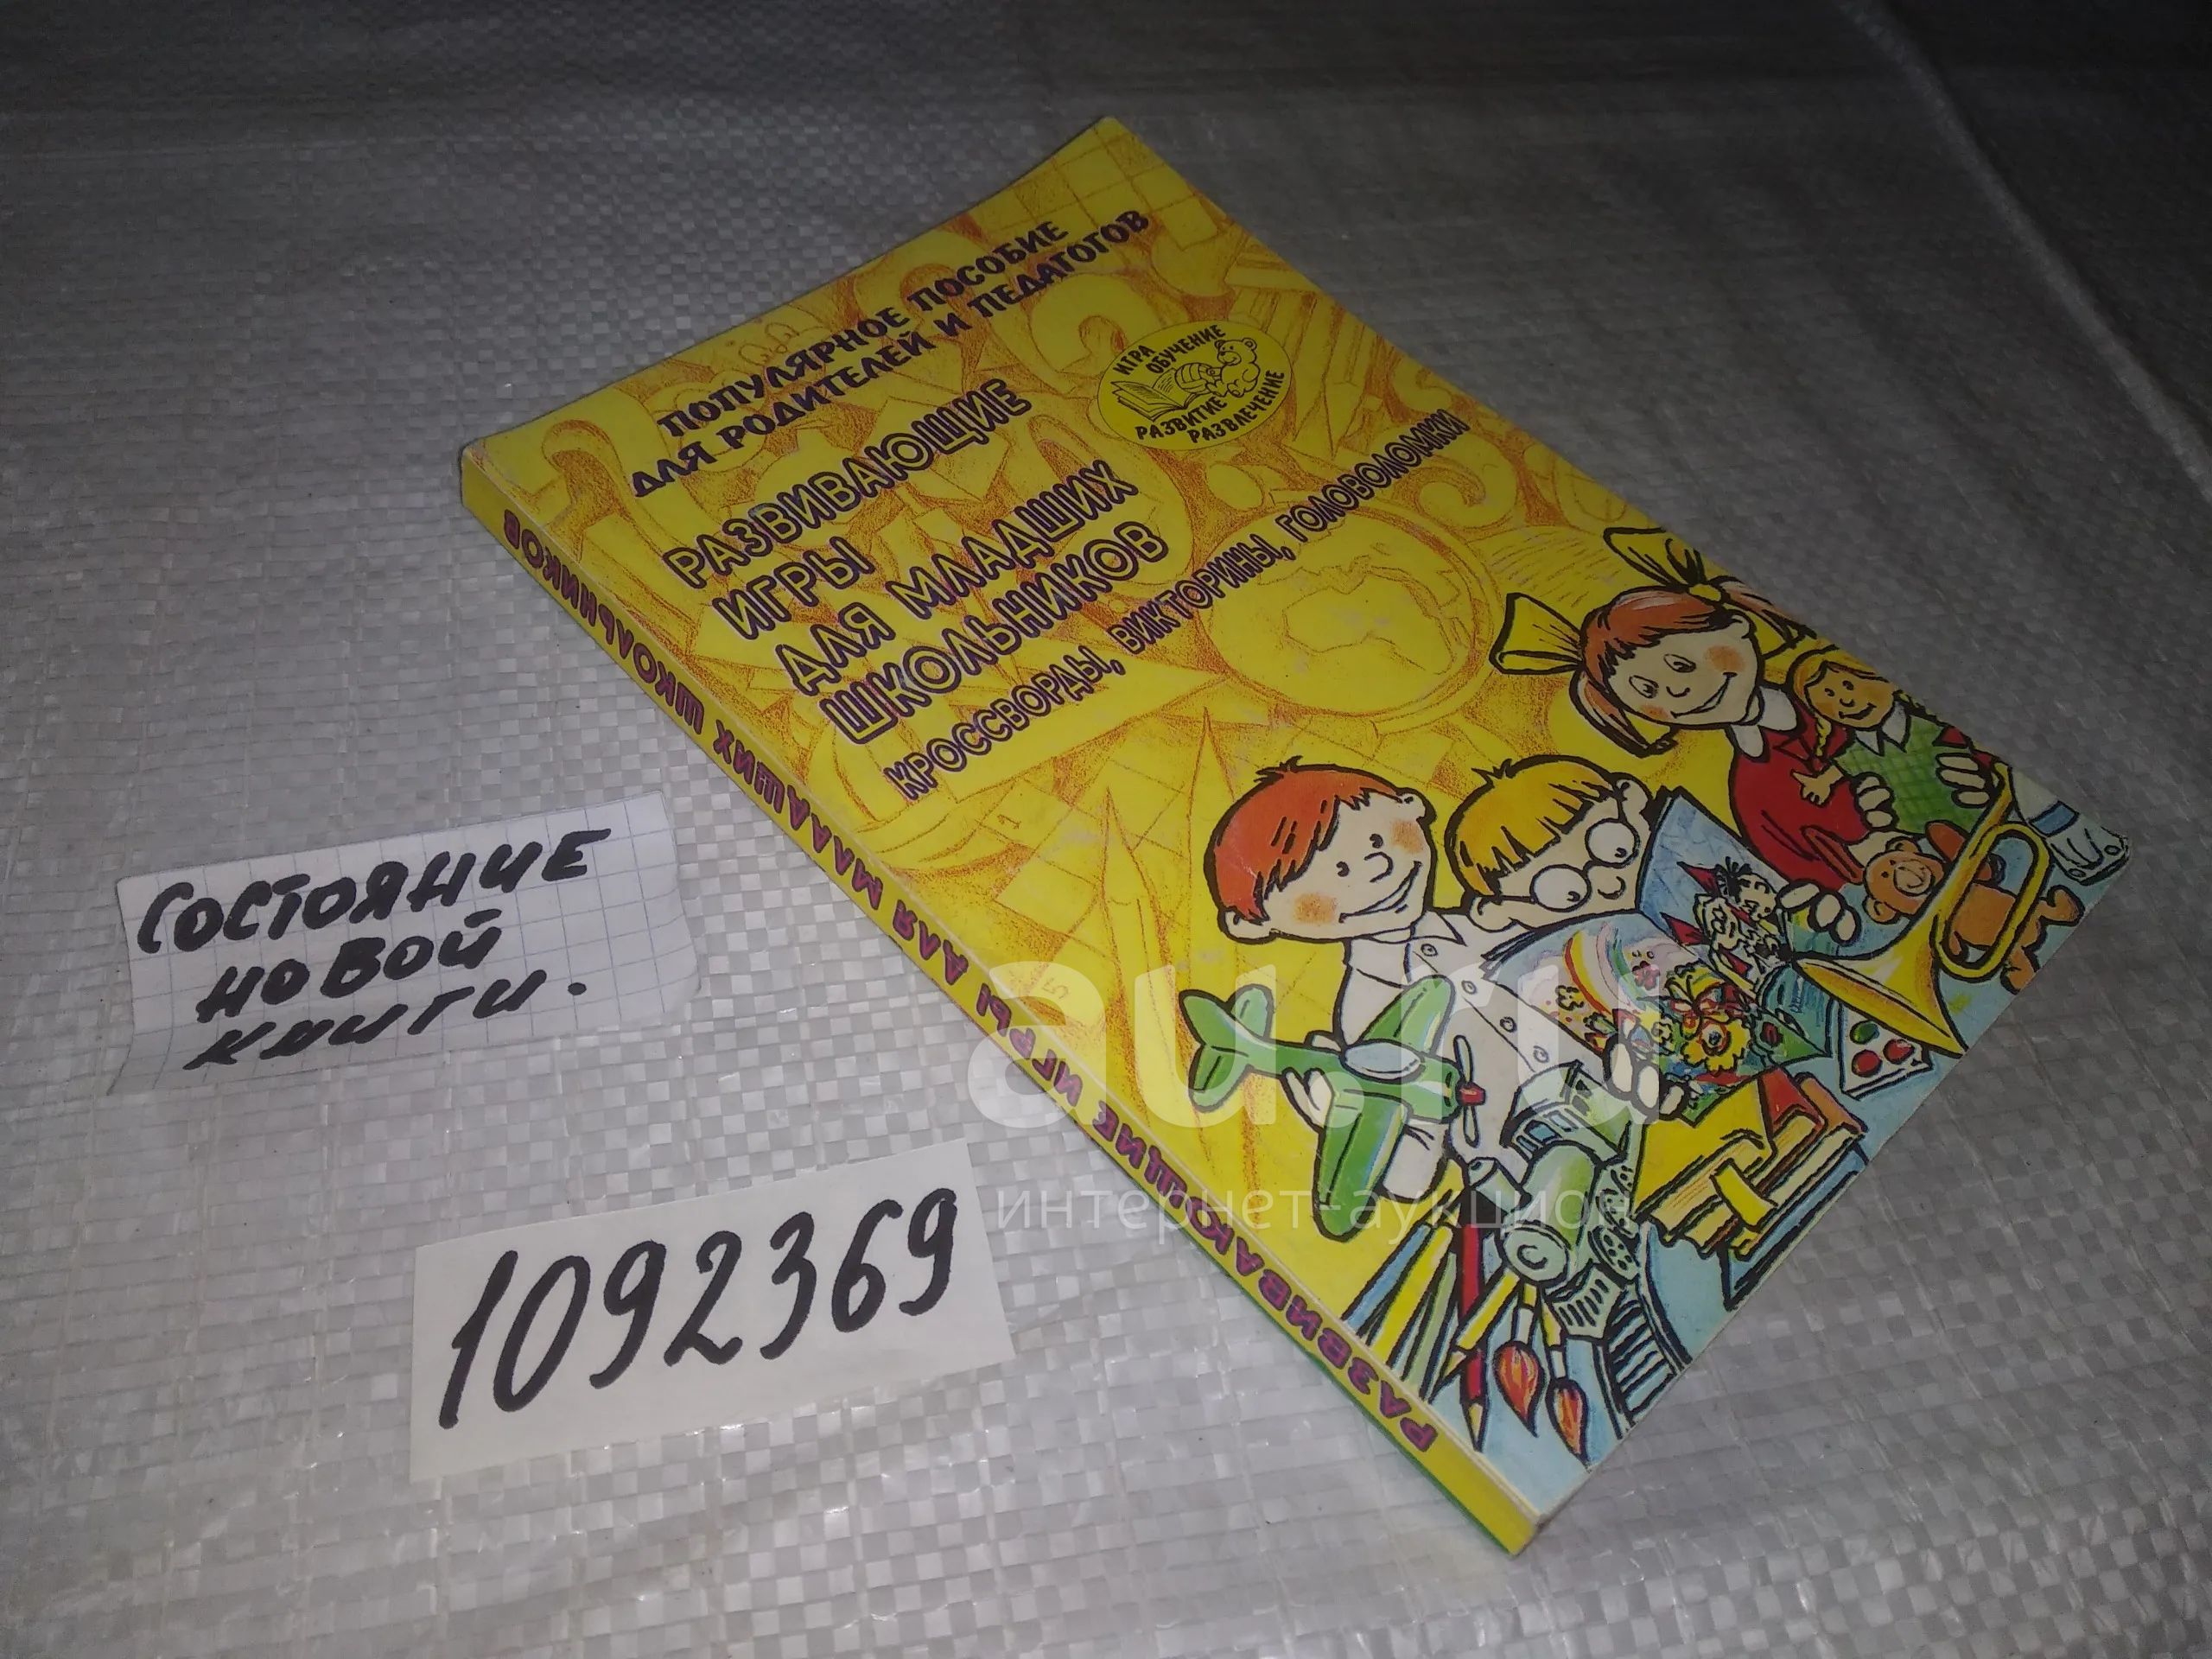 ПОПУЛЯРНОЕ ПОСОБИЕ
ДЛЯ РОДИТЕЛЕЙ И ПЕДАГОГОВ
РАЗВИВАЮЩИЕ
ИГРЫ
ДЛЯ МЛАДШИХ
ШКОЛЬНИКОВ
КРОССВОРДЫ, ВИКТОРИНЫ, ГОЛОВОЛОМКИ
ИГРА
ОБУЧЕНИЕ
РАЗВИТИЕ
РАЗВЛЕЧЕНИЕ
РАЗВИВАЮЩИЕ ИГРЫ ДЛЯ МЛАДШИХ ШКОЛЬНИКОВ
СОСТОЯНИЕ
НОВОЙ
КНИГИ.
1092369
au.ru
интернет-аукцион